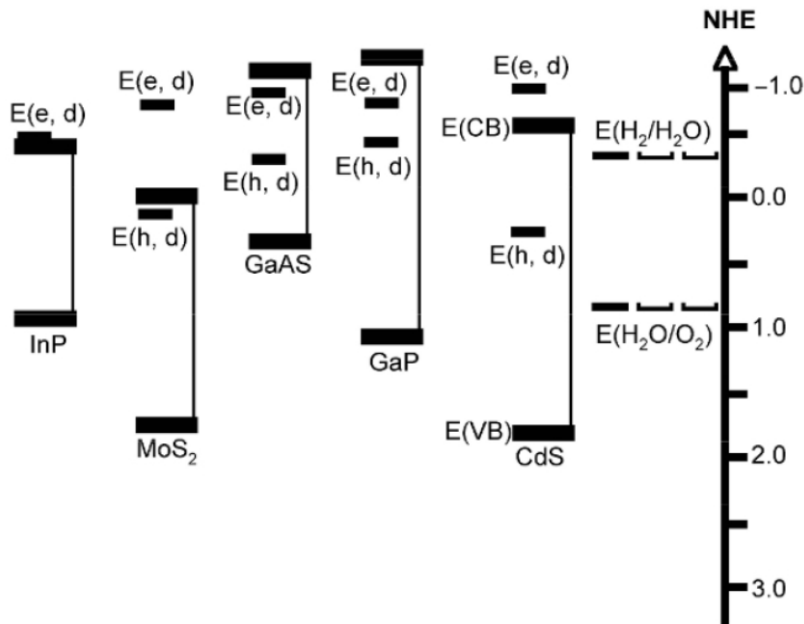 NHE
−1.0
0.0
1.0
2.0
3.0
E(e, d)
InP
E(e, d)
E(h, d)
MoS₂
E(e, d)
E(h, d)
GaAS
E(e, d)
E(h, d)
GaP
E(e, d)
E(CB)
E(h, d)
E(VB)
CdS
E(H₂/H₂O)
E(H₂O/O₂)